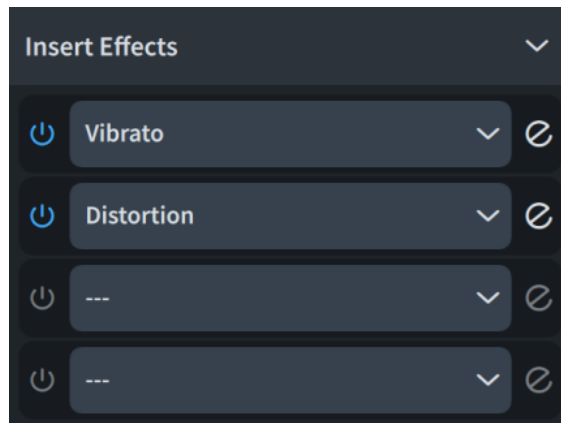 Insert Effects
Vibrato
Distortion
---
---